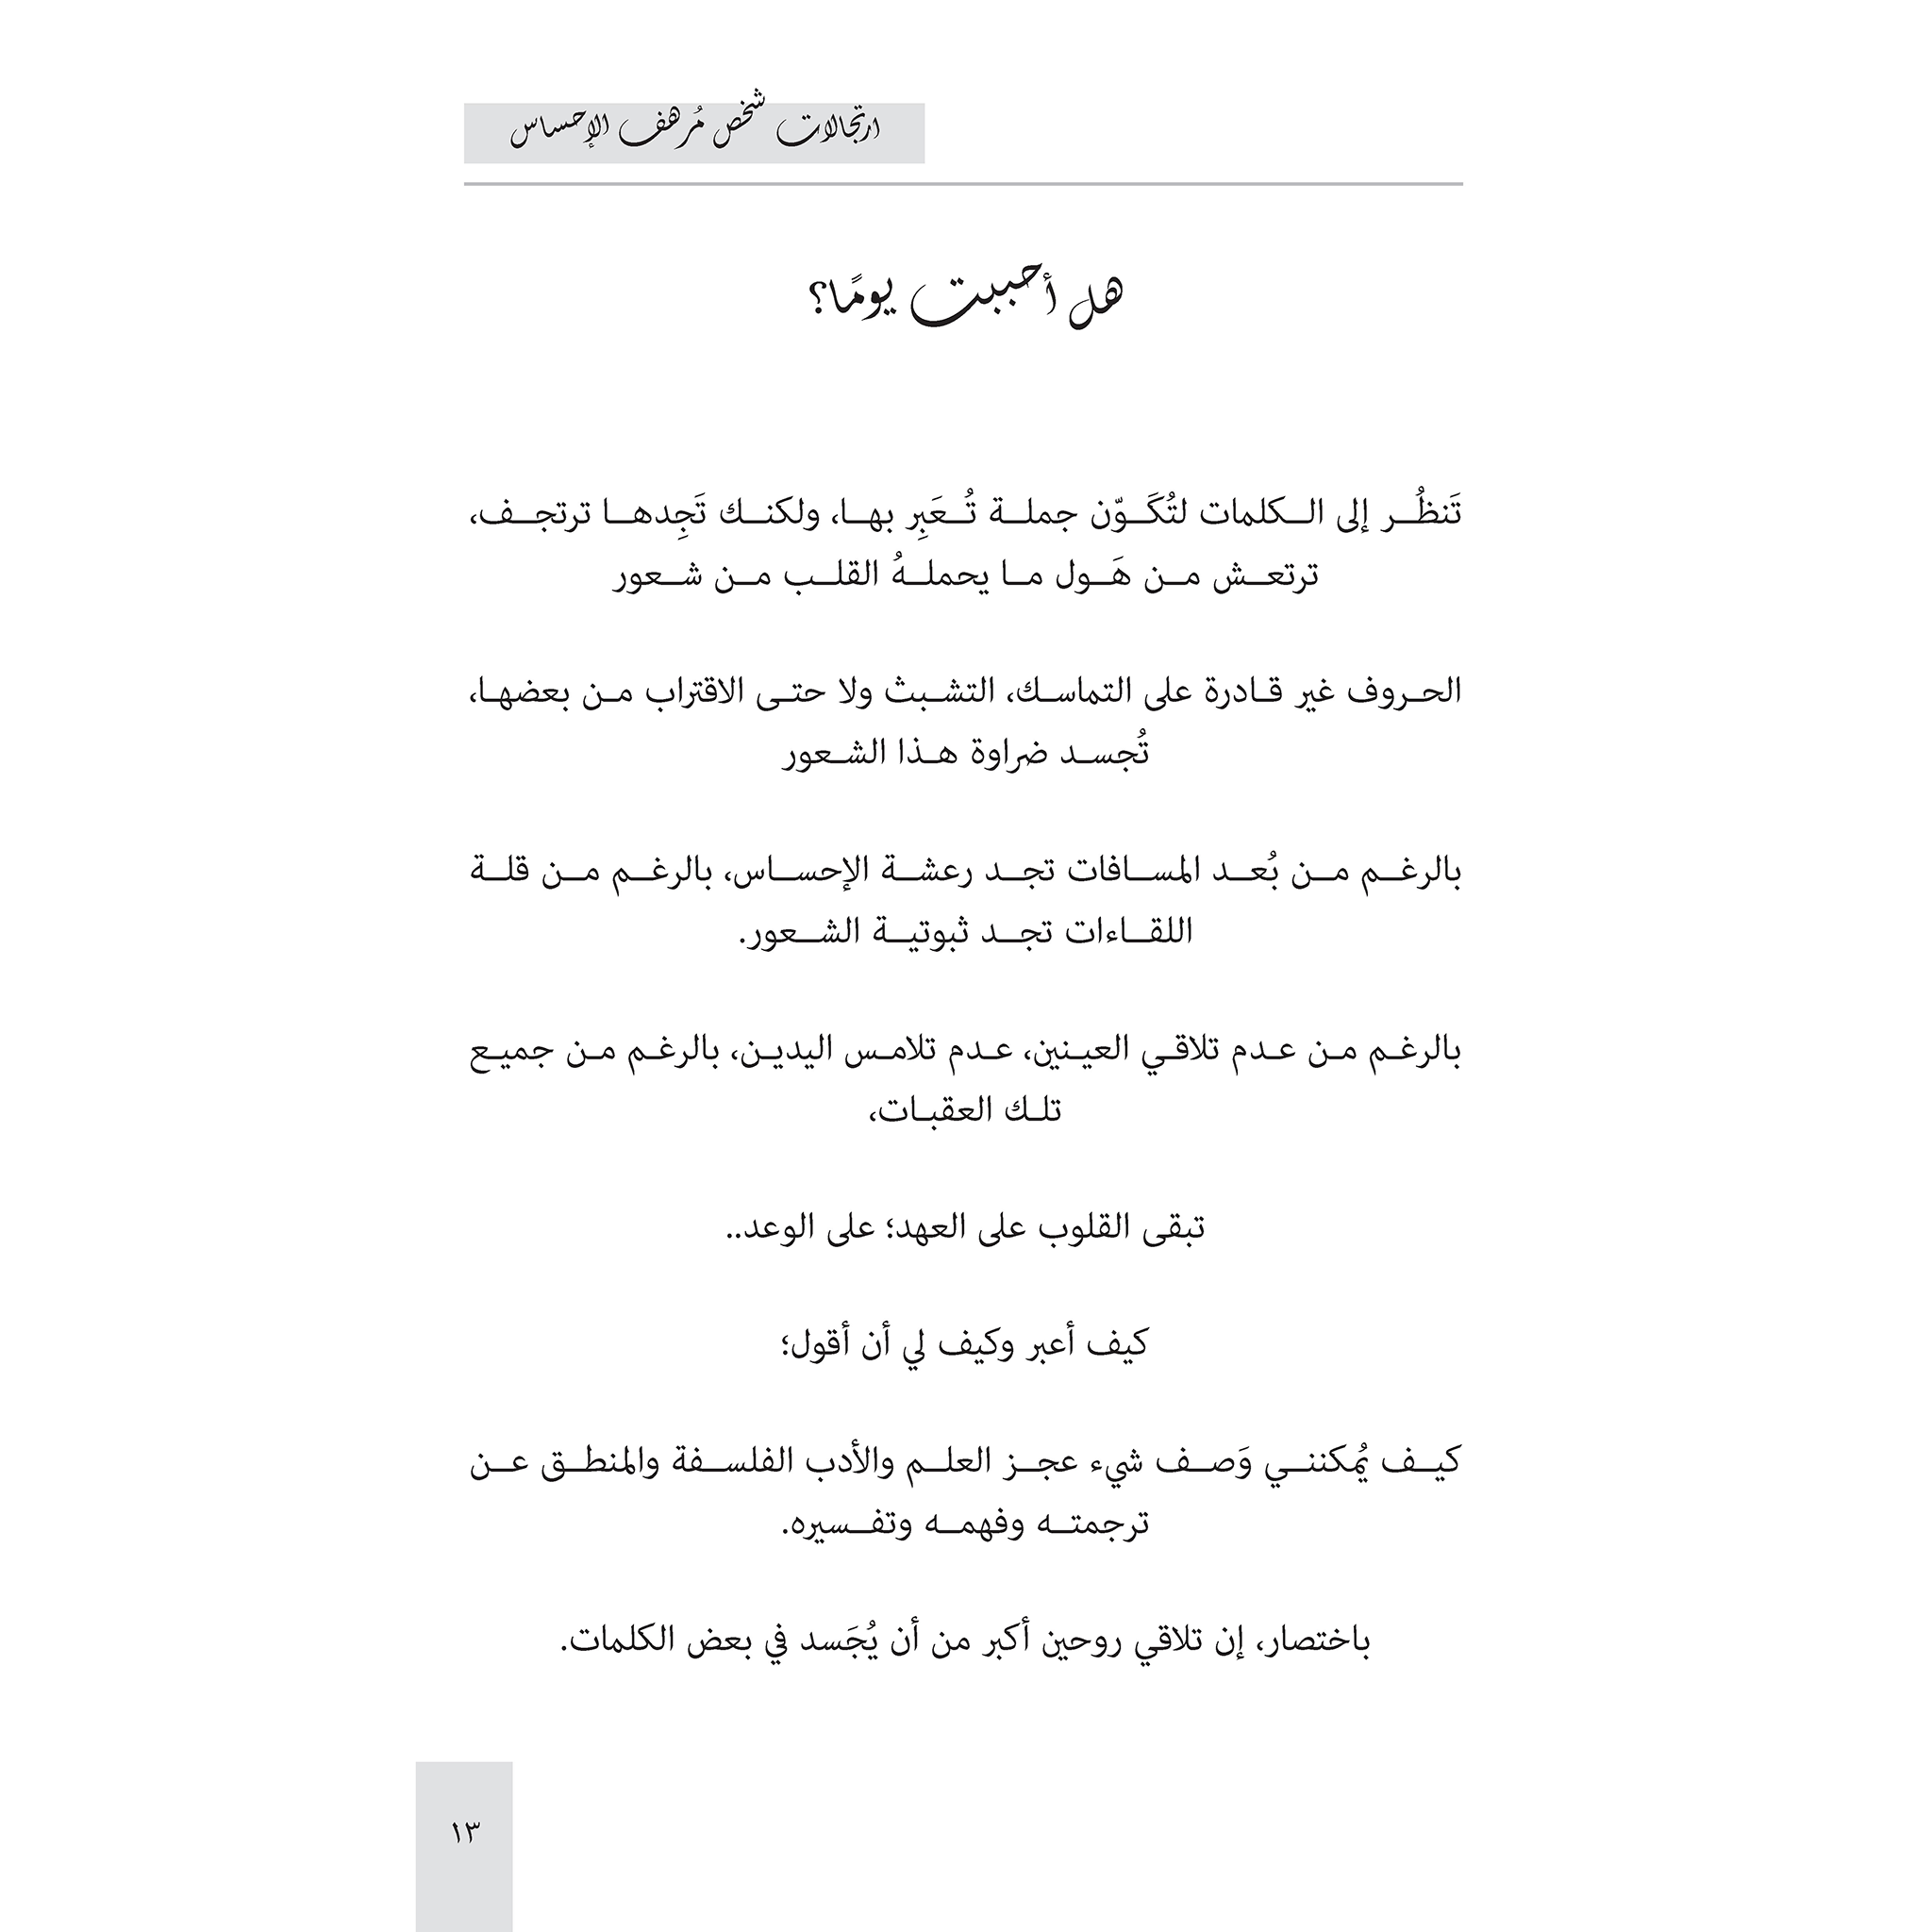 ارتجالات شخص مُرهف الإحساس
هل أحببت يومًا؟
تَنظُر إلى الكلمات لتُكَوّن جملة تُعَبِر بها، ولكنك تَجِدها ترتجف،
ترتعش من هَول ما يحملهُ القلب من شعور
الحروف غير قادرة على التماسك، التشبث ولا حتى الاقتراب من بعضها،
تُجسد ضراوة هذا الشعور
بالرغم من بُعد المسافات تجد رعشة الإحساس، بالرغم من قلة
اللقاءات تجد ثبوتية الشعور.
بالرغم من عدم تلاقي العينين، عدم تلامس اليدين، بالرغم من جميع
تلك العقبات،
تبقى القلوب على العهد؛ على الوعد..
كيف أعبر وكيف لي أن أقول؛
كيف يُمكنني وَصف شيء عجز العلم والأدب الفلسفة والمنطق عن
ترجمته وفهمه وتفسيره.
باختصار، إن تلاقي روحين أكبر من أن يُجَسد في بعض الكلمات.
١٣